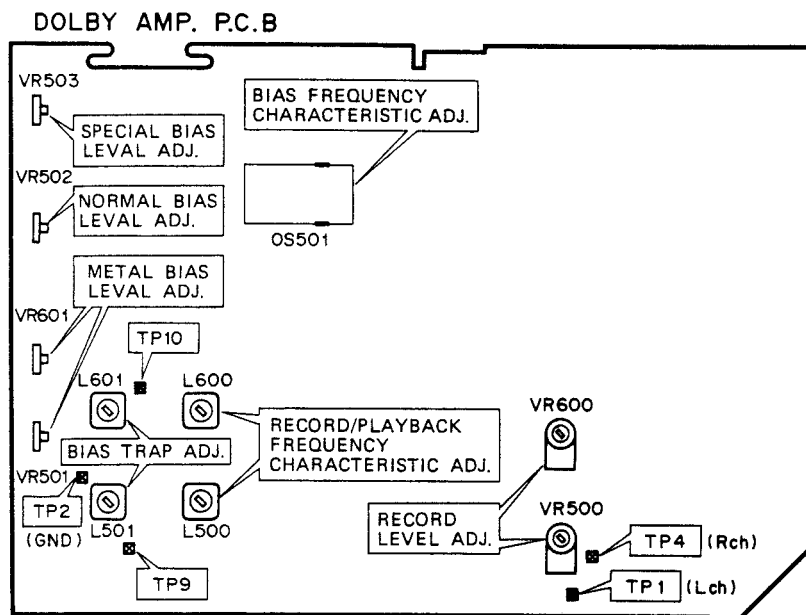 DOLBY AMP. P.C.B
VR503
SPECIAL BIAS
LEVAL ADJ.
BIAS FREQUENCY
CHARACTERISTIC ADJ.
VR502
NORMAL BIAS
LEVAL ADJ.
OS501
METAL BIAS
LEVAL ADJ.
VR601
TP10
L601
L600
VR600
RECORD/PLAYBACK
FREQUENCY
CHARACTERISTIC ADJ.
BIAS TRAP ADJ.
VR501
TP2
(GND)
L501
L500
TP9
RECORD
LEVEL ADJ.
VR500
TP4 (Rch)
TP1 (Lch)